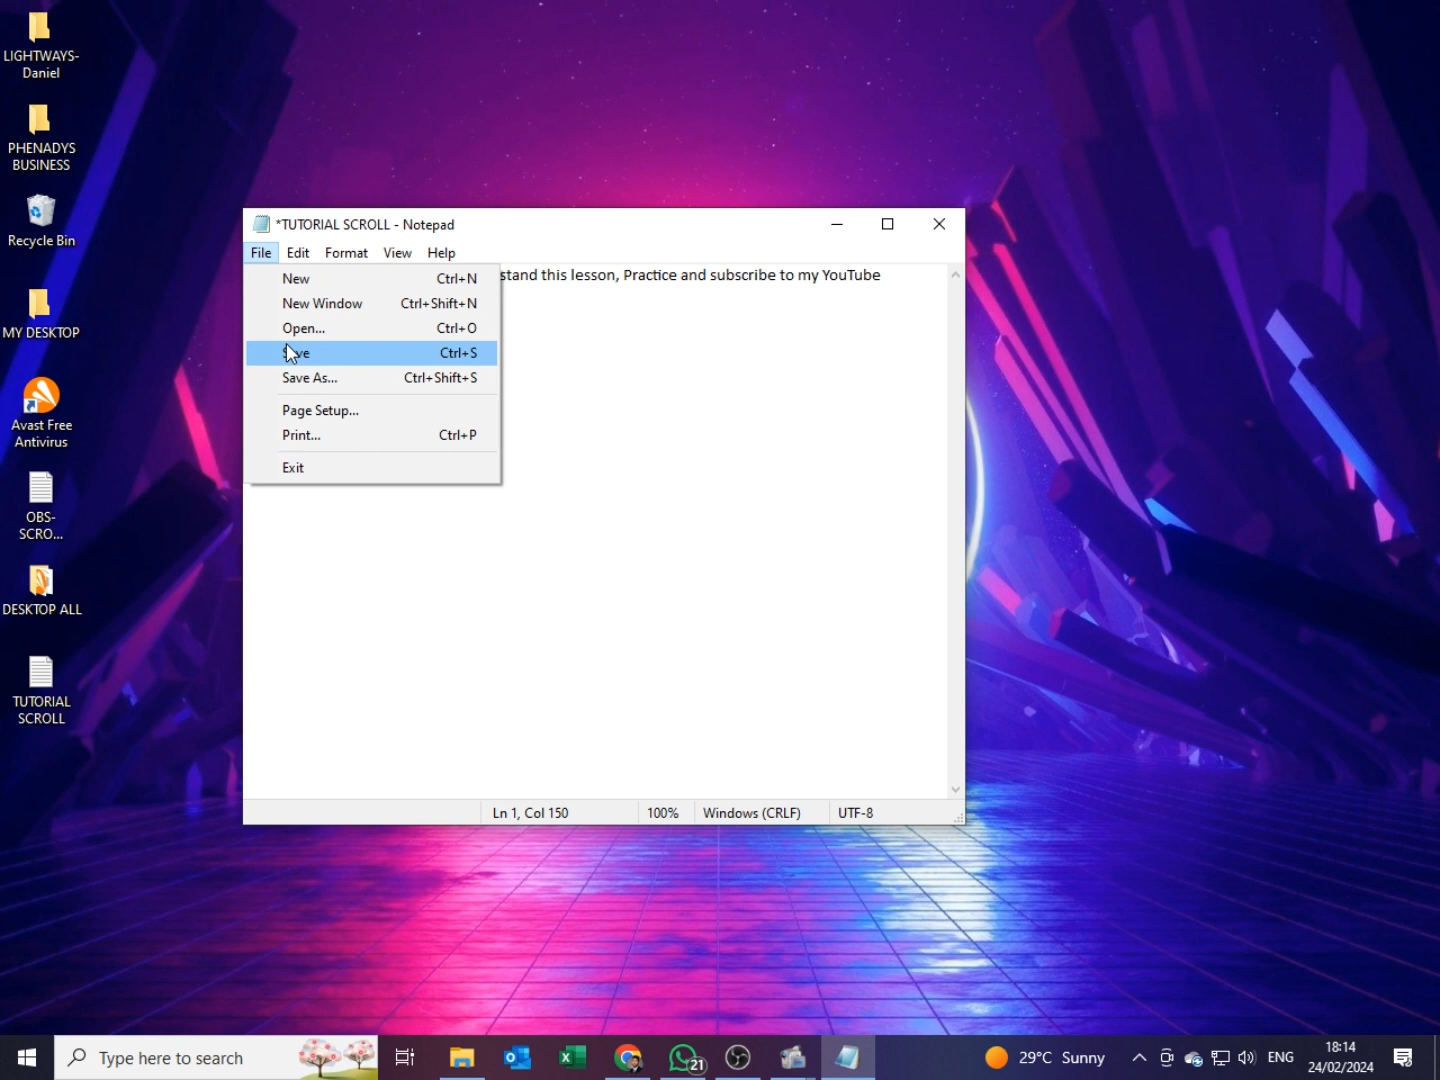 LIGHTWAYS-
Daniel
PHENADYS
BUSINESS
Recycle Bin
MY DESKTOP
Avast Free
Antivirus
OBS-
SCRO...
DESKTOP ALL
TUTORIAL
SCROLL
*TUTORIAL SCROLL - Notepad
File Edit Format View Help
this lesson, Practice and subscribe to my YouTube
New Ctrl+N
New Window Ctrl+Shift+N
Open... Ctrl+O
Ctrl+S
Save As... Ctrl+Shift+S
Page Setup...
Print... Ctrl+P
Exit
Ln 1, Col 150 100% Windows (CRLF) UTF-8
Type here to search
21
29°C Sunny
ENG
18:14
24/02/2024